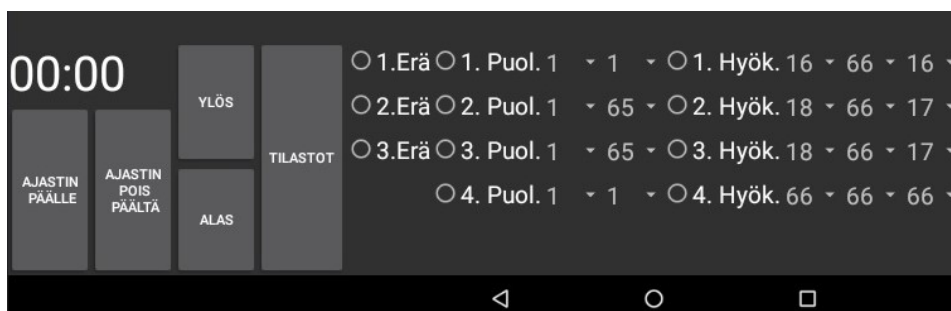 00:00
AJASTIN
PÄÄLLE
AJASTIN
POIS
PÄÄLTÄ
YLÖS
ALAS
TILASTOT
1.Erä 1. Puol. 1 1 1. Hyök. 16 66 16
2.Erä 2. Puol. 1 65 2. Hyök. 18 66 17
3.Erä 3. Puol. 1 65 3. Hyök. 18 66 17
4. Puol. 1 1 4. Hyök. 66 66 66